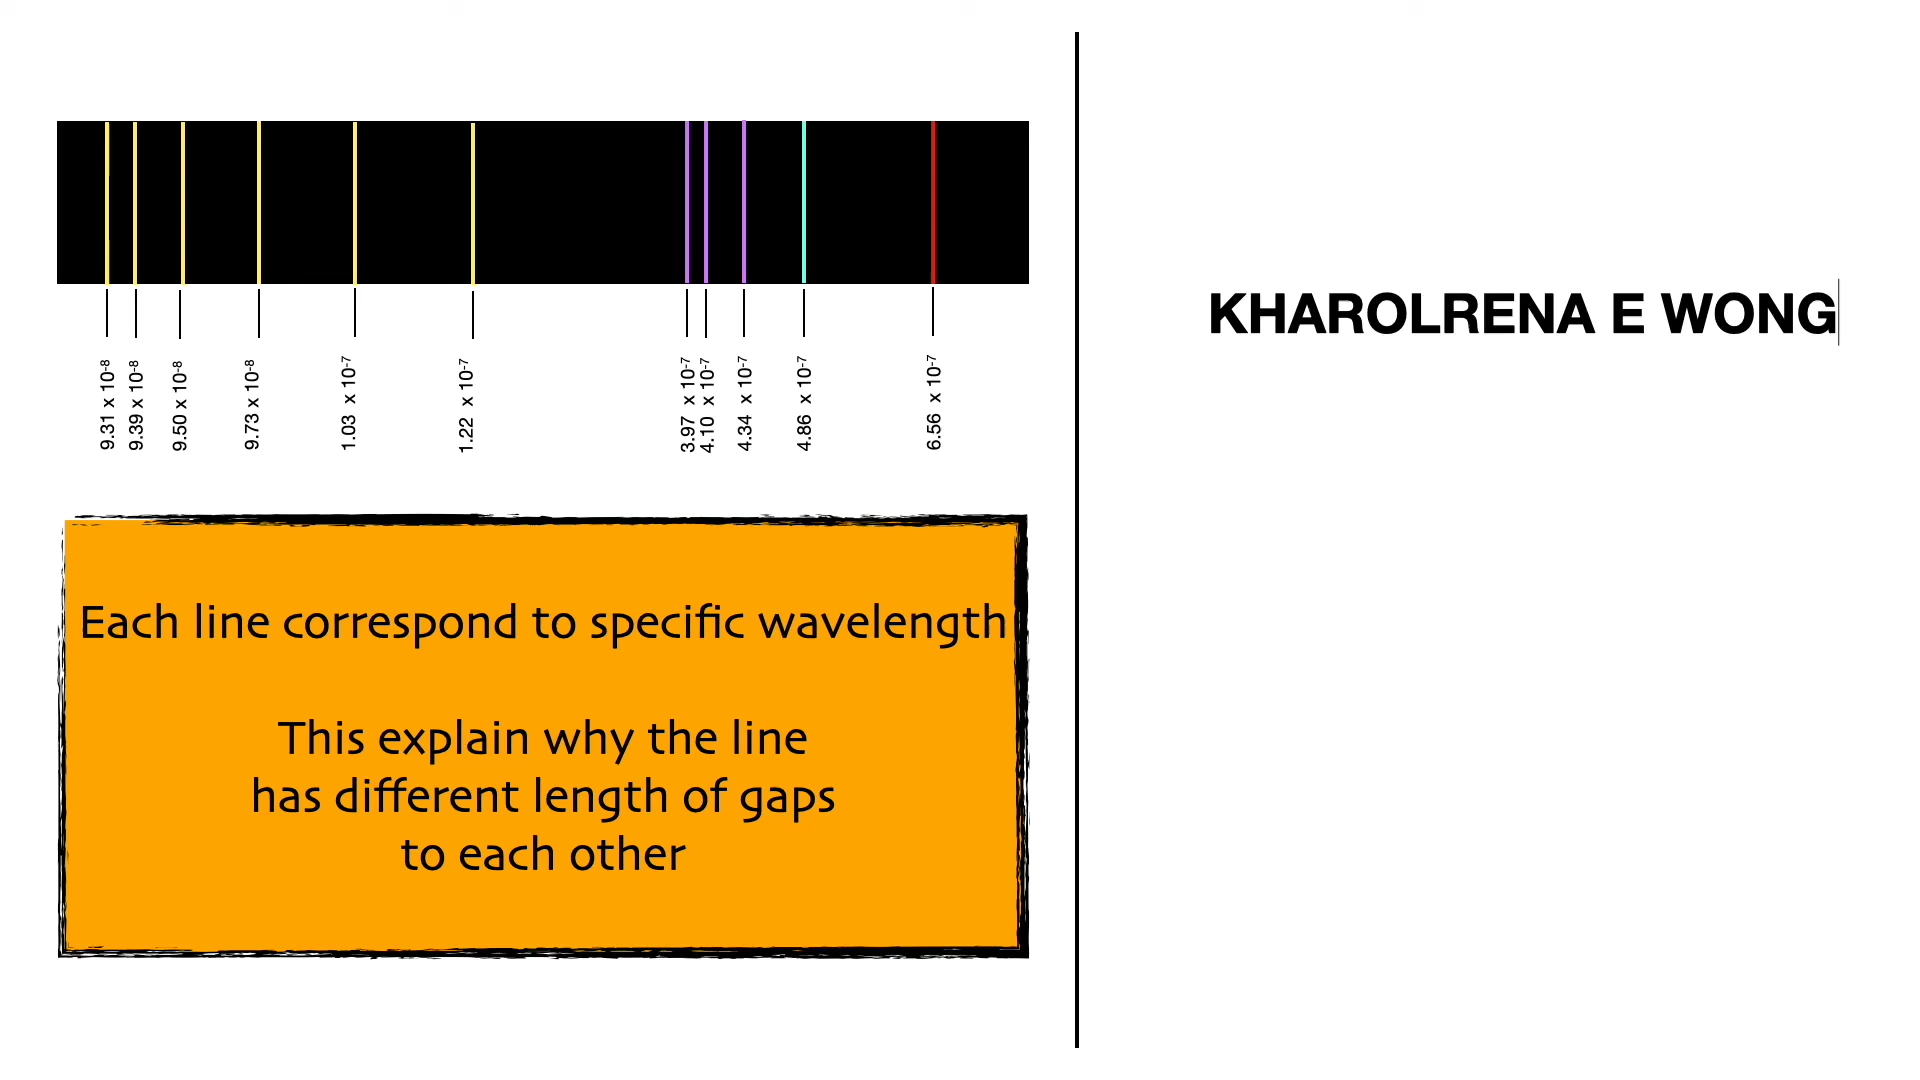 9.31 x 10⁻⁸
9.39 x 10⁻⁸
9.50 x 10⁻⁸
9.73 x 10⁻⁸
1.03 x 10⁻⁷
1.22 x 10⁻⁷
3.97 x 10⁻⁷
4.10 x 10⁻⁷
4.34 x 10⁻⁷
4.86 x 10⁻⁷
6.56 x 10⁻⁷
Each line correspond to specific wavelength
This explain why the line
has different length of gaps
to each other
KHAROLRENA E WONG